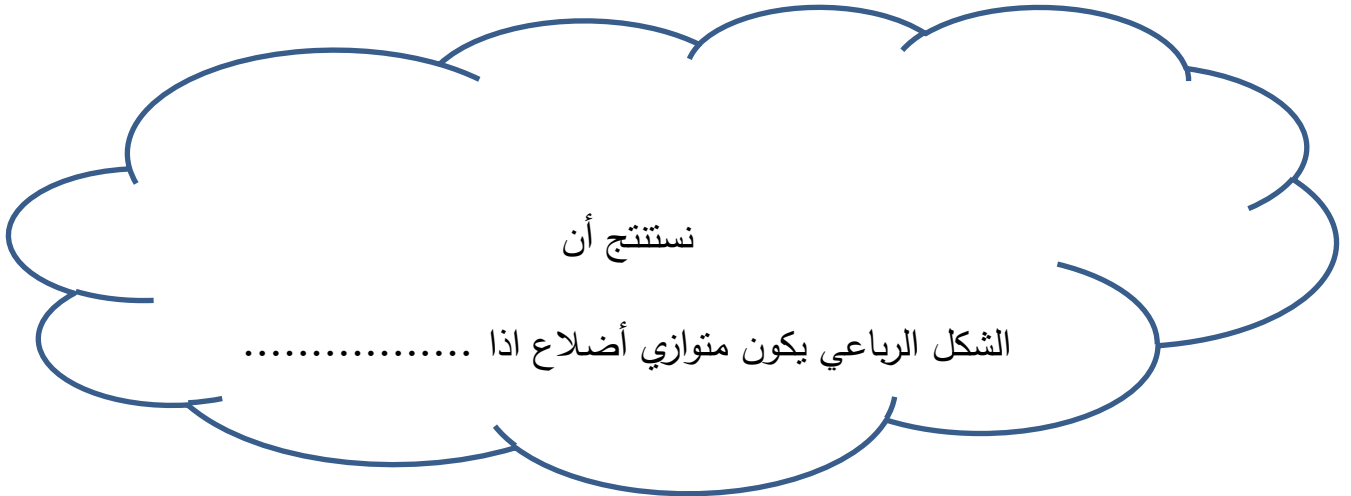 نستنتج أن
الشكل الرباعي يكون متوازي أضلاع اذا .................